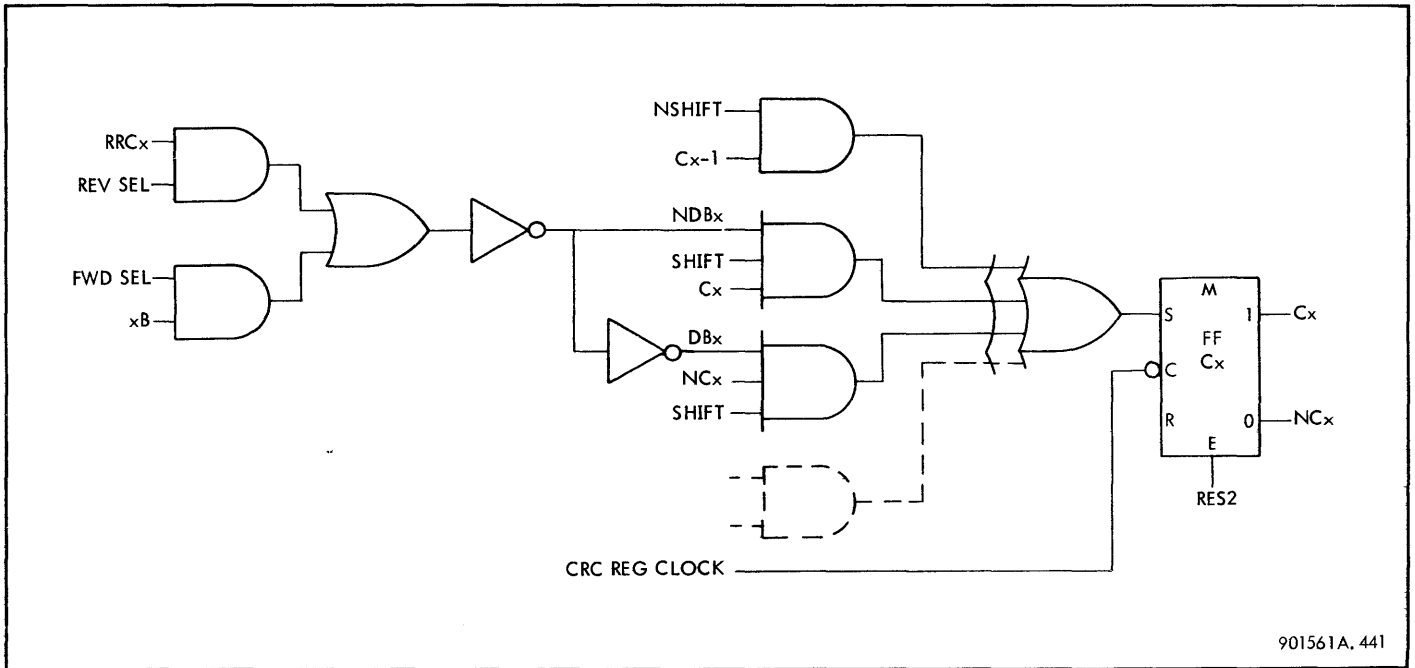 RRCx
REV SEL
FWD SEL
xB
NSHIFT
Cx-1
NDBx
SHIFT
Cx
DBx
NCx
SHIFT
M
S
1
Cx
FF
Cx
C
R
0
NCx
E
RES2
CRC REG CLOCK
901561A. 441